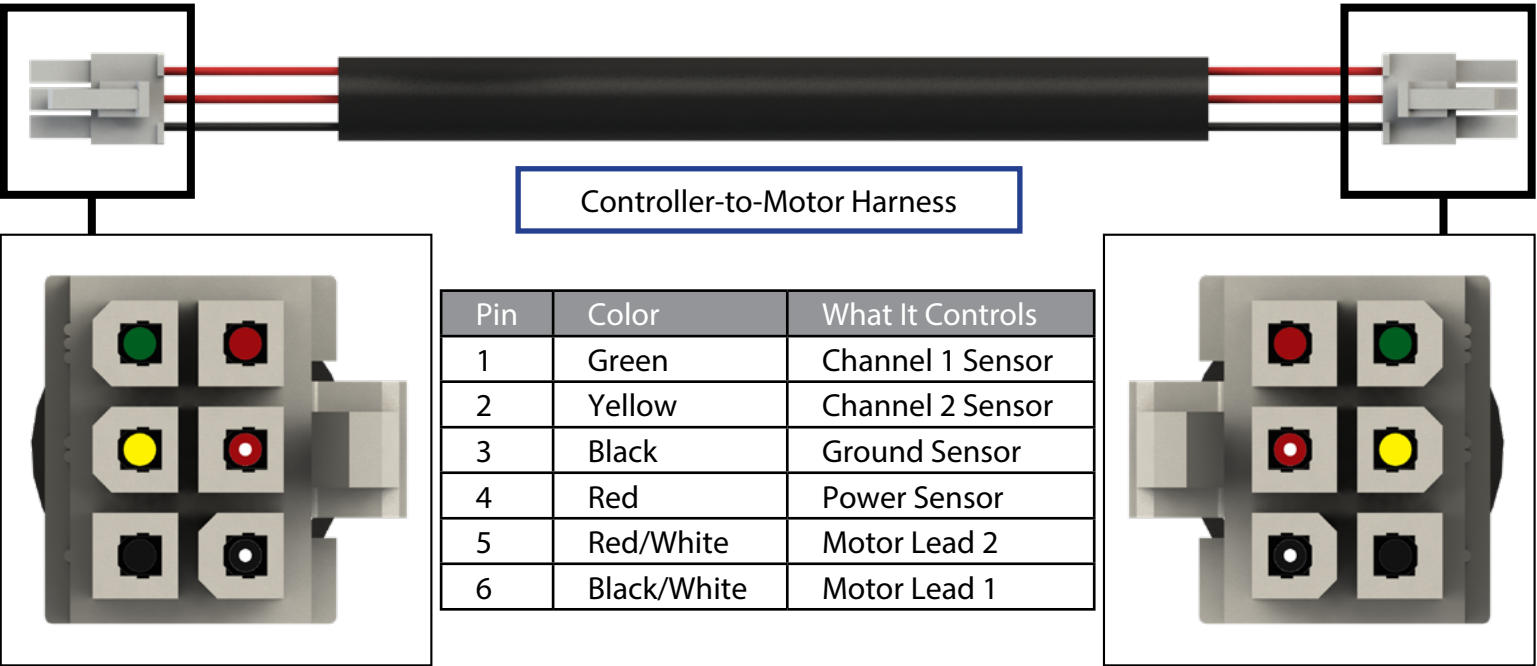 Controller-to-Motor Harness
Pin Color What It Controls
1 Green Channel 1 Sensor
2 Yellow Channel 2 Sensor
3 Black Ground Sensor
4 Red Power Sensor
5 Red/White Motor Lead 2
6 Black/White Motor Lead 1